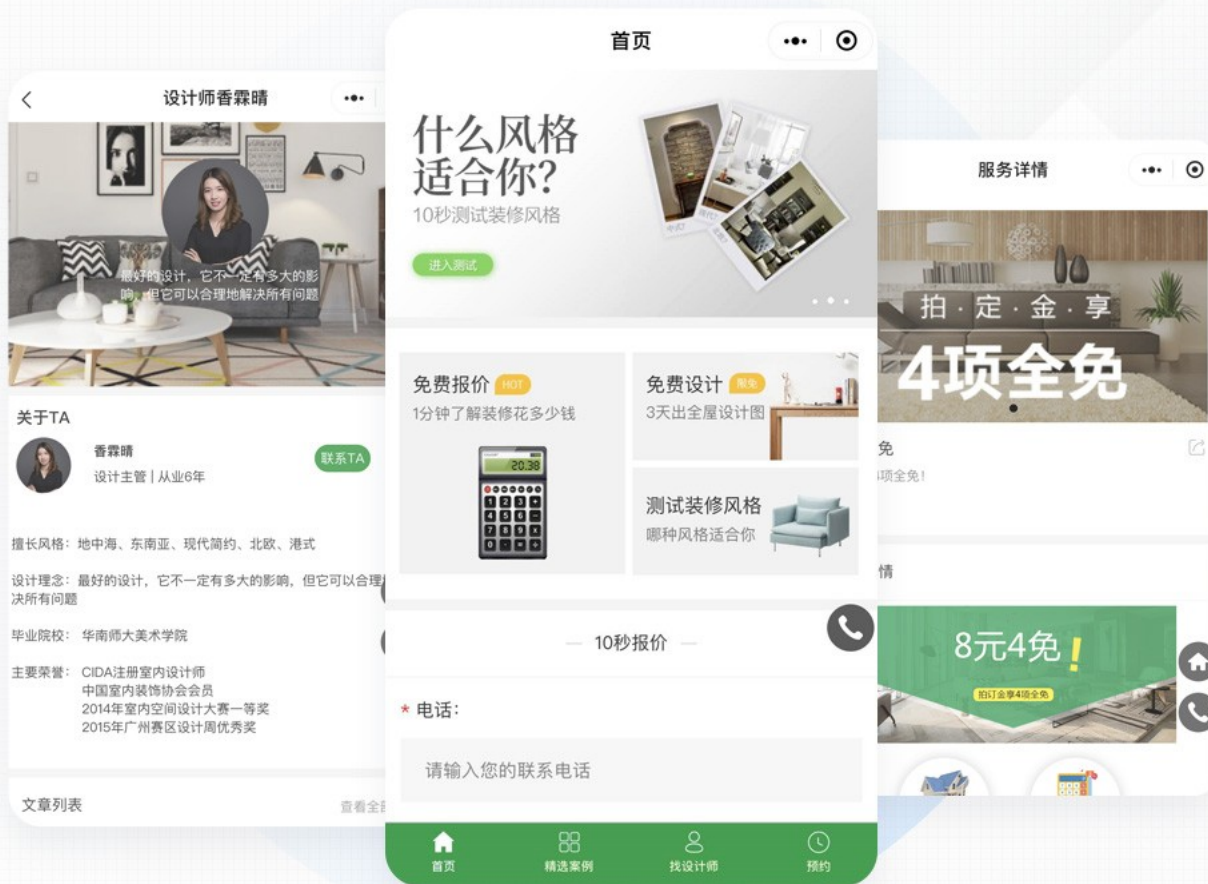 设计师香霖晴
最好的设计，它不一定有多大的影
响，但它可以合理地解决所有问题
关于TA
香霖晴
设计主管 | 从业6年
联系TA
擅长风格：地中海、东南亚、现代简约、北欧、港式
设计理念：最好的设计，它不一定有多大的影响，但它可以合理
决所有问题
毕业院校： 华南师大美术学院
主要荣誉： CIDA注册室内设计师
中国室内装饰协会会员
2014年室内空间设计大赛一等奖
2015年广州赛区设计周优秀奖
文章列表
查看全部
首页
什么风格
适合你?
10秒测试装修风格
进入测试
免费报价 HOT
1分钟了解装修花多少钱
20.38
免费设计 限免
3天出全屋设计图
测试装修风格
哪种风格适合你
10秒报价
* 电话：
请输入您的联系电话
首页
精选案例
找设计师
预约
服务详情
拍·定·金·享
4项全免
免
4项全免！
情
8元4免!
拍订金享4项全免